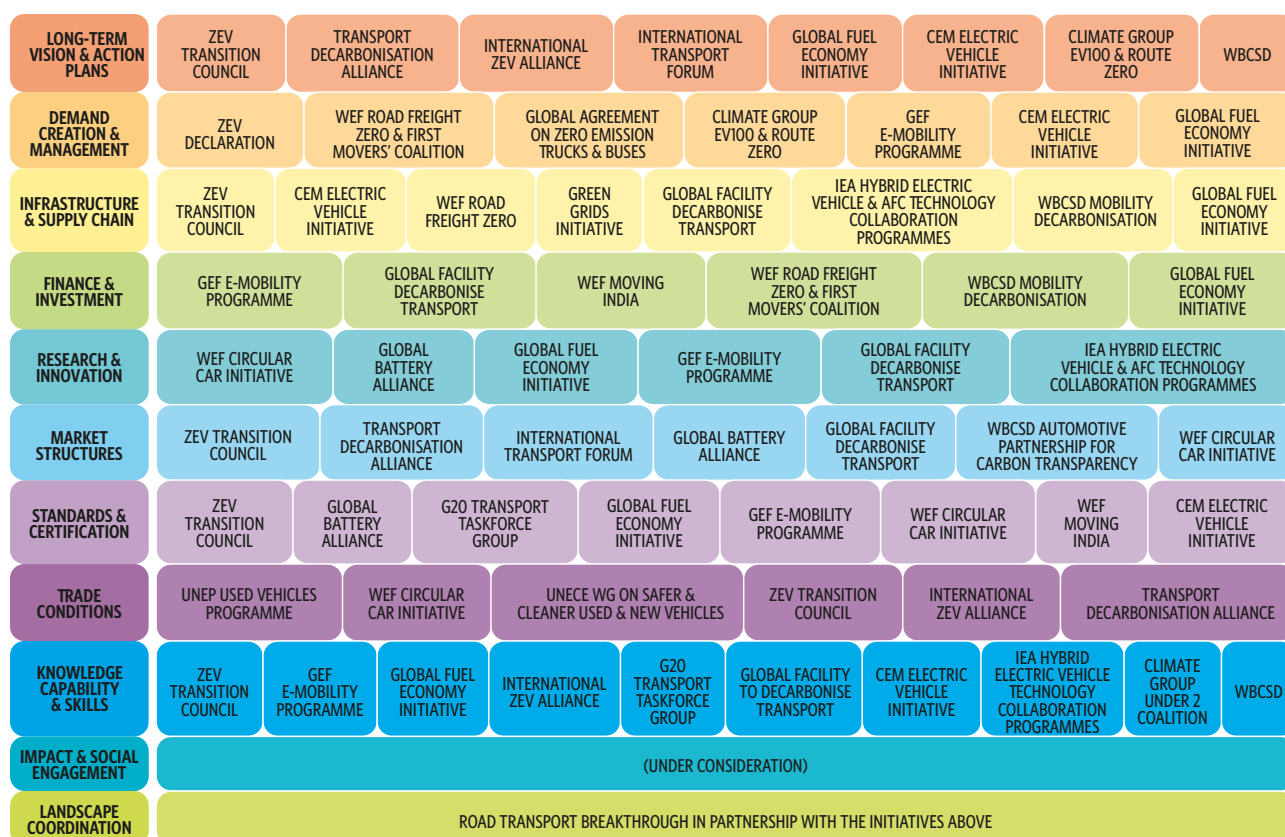 LONG-TERM
VISION & ACTION
PLANS
ZEV
TRANSITION
COUNCIL
TRANSPORT
DECARBONISATION
ALLIANCE
INTERNATIONAL
ZEV ALLIANCE
INTERNATIONAL
TRANSPORT
FORUM
GLOBAL FUEL
ECONOMY
INITIATIVE
CEM ELECTRIC
VEHICLE
INITIATIVE
CLIMATE GROUP
EV100 & ROUTE
ZERO
WBCSD
DEMAND
CREATION &
MANAGEMENT
ZEV
DECLARATION
WEF ROAD FREIGHT
ZERO & FIRST
MOVERS' COALITION
GLOBAL AGREEMENT
ON ZERO EMISSION
TRUCKS & BUSES
CLIMATE GROUP
EV100 & ROUTE
ZERO
GEF
E-MOBILITY
PROGRAMME
CEM ELECTRIC
VEHICLE
INITIATIVE
GLOBAL FUEL
ECONOMY
INITIATIVE
INFRASTRUCTURE
& SUPPLY CHAIN
ZEV
TRANSITION
COUNCIL
CEM ELECTRIC
VEHICLE
INITIATIVE
WEF ROAD
FREIGHT ZERO
GREEN
GRIDS
INITIATIVE
GLOBAL FACILITY
DECARBONISE
TRANSPORT
IEA HYBRID ELECTRIC
VEHICLE & AFC TECHNOLOGY
COLLABORATION
PROGRAMMES
WBCSD MOBILITY
DECARBONISATION
GLOBAL FUEL
ECONOMY
INITIATIVE
FINANCE &
INVESTMENT
GEF E-MOBILITY
PROGRAMME
GLOBAL FACILITY
DECARBONISE
TRANSPORT
WEF MOVING
INDIA
WEF ROAD FREIGHT
ZERO & FIRST
MOVERS' COALITION
WBCSD MOBILITY
DECARBONISATION
GLOBAL FUEL
ECONOMY
INITIATIVE
RESEARCH &
INNOVATION
WEF CIRCULAR
CAR INITIATIVE
GLOBAL
BATTERY
ALLIANCE
GLOBAL FUEL
ECONOMY
INITIATIVE
GEF E-MOBILITY
PROGRAMME
GLOBAL FACILITY
DECARBONISE
TRANSPORT
IEA HYBRID ELECTRIC
VEHICLE & AFC TECHNOLOGY
COLLABORATION PROGRAMMES
MARKET
STRUCTURES
ZEV TRANSITION
COUNCIL
TRANSPORT
DECARBONISATION
ALLIANCE
INTERNATIONAL
TRANSPORT FORUM
GLOBAL BATTERY
ALLIANCE
GLOBAL FACILITY
DECARBONISE
TRANSPORT
WBCSD AUTOMOTIVE
PARTNERSHIP FOR
CARBON TRANSPARENCY
WEF CIRCULAR
CAR INITIATIVE
STANDARDS &
CERTIFICATION
ZEV
TRANSITION
COUNCIL
GLOBAL
BATTERY
ALLIANCE
G20 TRANSPORT
TASKFORCE
GROUP
GLOBAL FUEL
ECONOMY
INITIATIVE
GEF E-MOBILITY
PROGRAMME
WEF CIRCULAR
CAR INITIATIVE
WEF
MOVING
INDIA
CEM ELECTRIC
VEHICLE
INITIATIVE
TRADE
CONDITIONS
UNEP USED VEHICLES
PROGRAMME
WEF CIRCULAR
CAR INITIATIVE
UNECE WG ON SAFER &
CLEANER USED & NEW VEHICLES
ZEV TRANSITION
COUNCIL
INTERNATIONAL
ZEV ALLIANCE
TRANSPORT
DECARBONISATION ALLIANCE
KNOWLEDGE
CAPABILITY
& SKILLS
ZEV
TRANSITION
COUNCIL
GEF
E-MOBILITY
PROGRAMME
GLOBAL FUEL
ECONOMY
INITIATIVE
INTERNATIONAL
ZEV ALLIANCE
G20
TRANSPORT
TASKFORCE
GROUP
GLOBAL FACILITY
TO DECARBONISE
TRANSPORT
CEM ELECTRIC
VEHICLE
INITIATIVE
IEA HYBRID
ELECTRIC VEHICLE
TECHNOLOGY
COLLABORATION
PROGRAMMES
CLIMATE
GROUP
UNDER 2
COALITION
WBCSD
IMPACT & SOCIAL
ENGAGEMENT
(UNDER CONSIDERATION)
LANDSCAPE
COORDINATION
ROAD TRANSPORT BREAKTHROUGH IN PARTNERSHIP WITH THE INITIATIVES ABOVE